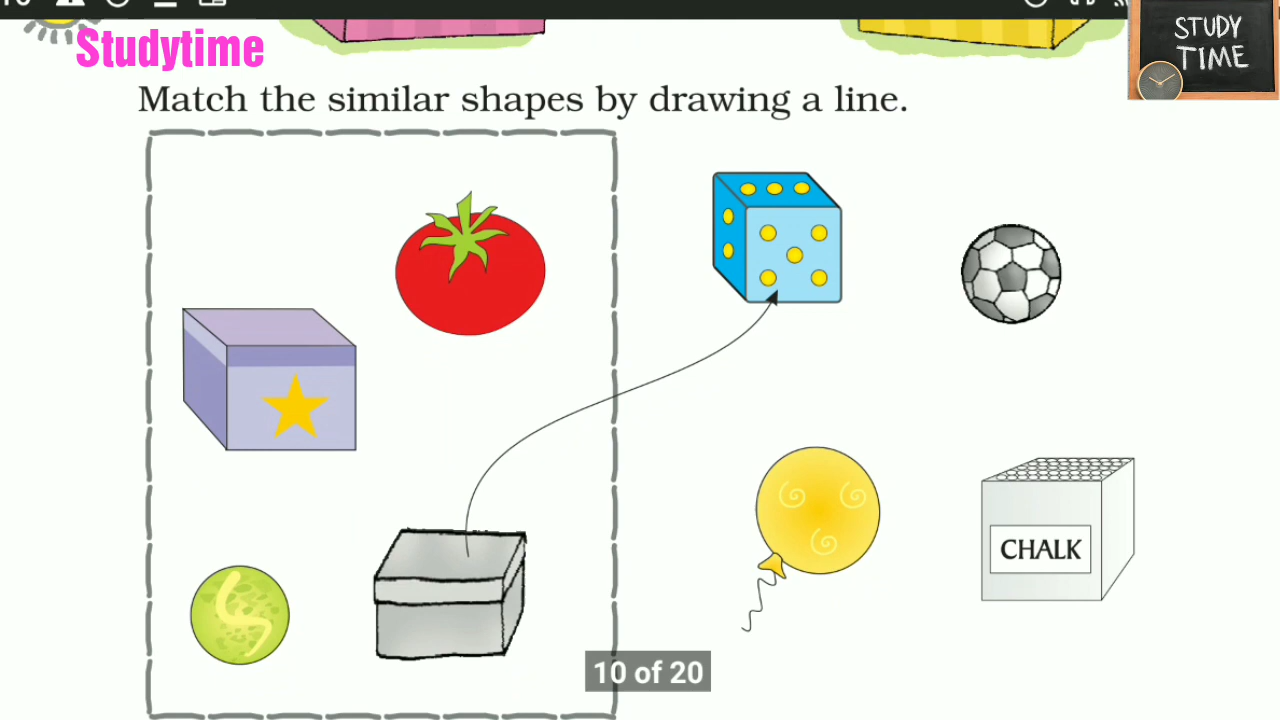 Studytime
STUDY
TIME
Match the similar shapes by drawing a line.
CHALK
10 of 20